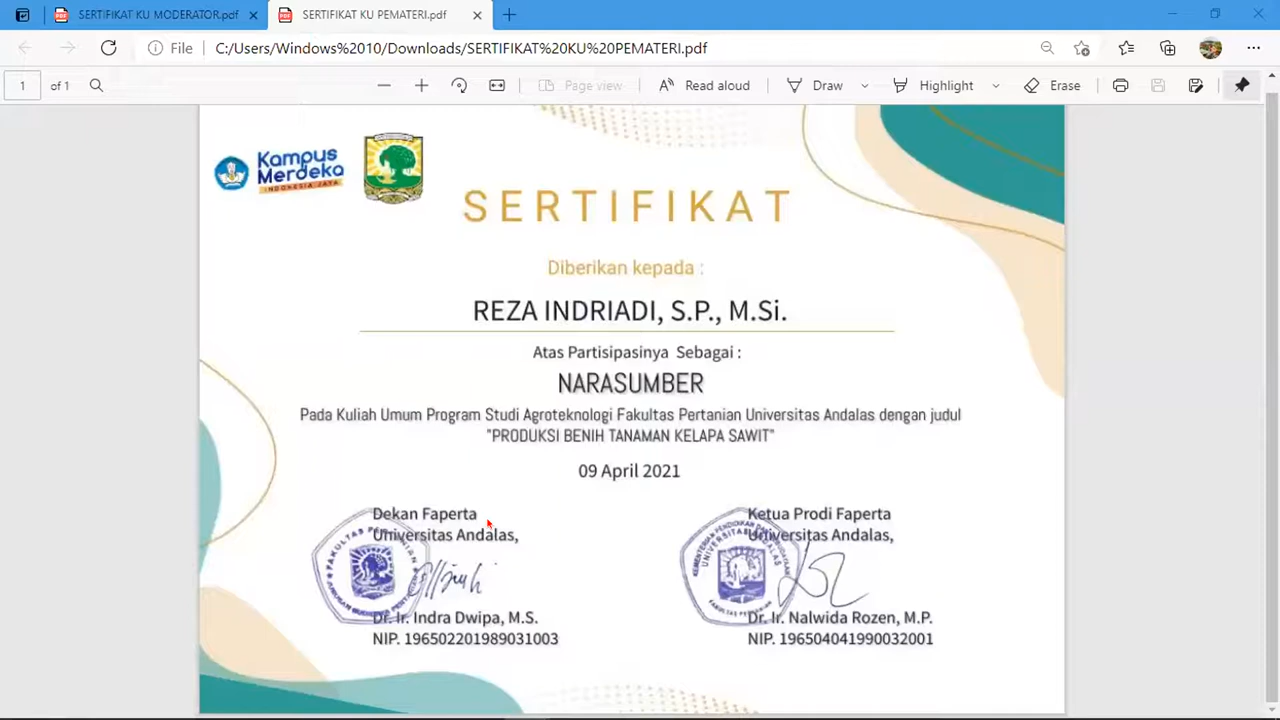 SERTIFIKAT KU MODERATOR.pdf
SERTIFIKAT KU PEMATERI.pdf
File C:/Users/Windows%2010/Downloads/SERTIFIKAT%20KU%20PEMATERI.pdf
1 of 1 Page view Read aloud Draw Highlight Erase
Kampus
Merdeka
INDONESIA JAYA
SERTIFIKAT
Diberikan kepada :
REZA INDRIADI, S.P., M.Si.
Atas Partisipasinya Sebagai :
NARASUMBER
Pada Kuliah Umum Program Studi Agroteknologi Fakultas Pertanian Universitas Andalas dengan judul
"PRODUKSI BENIH TANAMAN KELAPA SAWIT"
09 April 2021
Dekan Faperta
Universitas Andalas,
Dr. Ir. Indra Dwipa, M.S.
NIP. 196502201989031003
Ketua Prodi Faperta
Universitas Andalas,
UNIVERSITAS ANDALAS
FAKULTAS PERTANIAN
Dr. Ir. Nalwida Rozen, M.P.
NIP. 196504041990032001